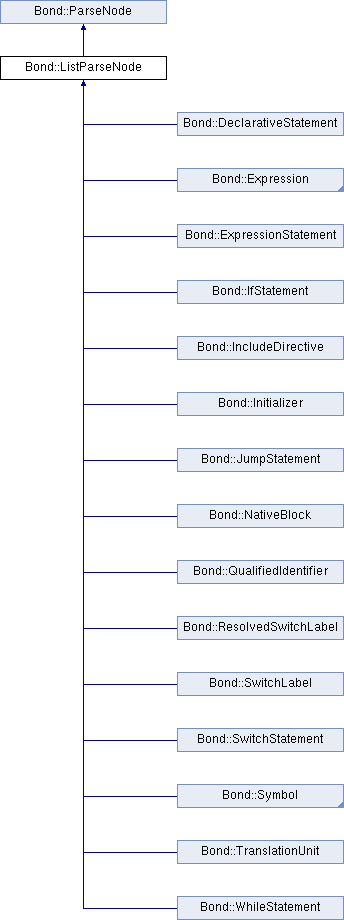 Bond::ParseNode
Bond::ListParseNode
Bond::DeclarativeStatement
Bond::Expression
Bond::ExpressionStatement
Bond::IfStatement
Bond::IncludeDirective
Bond::Initializer
Bond::JumpStatement
Bond::NativeBlock
Bond::QualifiedIdentifier
Bond::ResolvedSwitchLabel
Bond::SwitchLabel
Bond::SwitchStatement
Bond::Symbol
Bond::TranslationUnit
Bond::WhileStatement